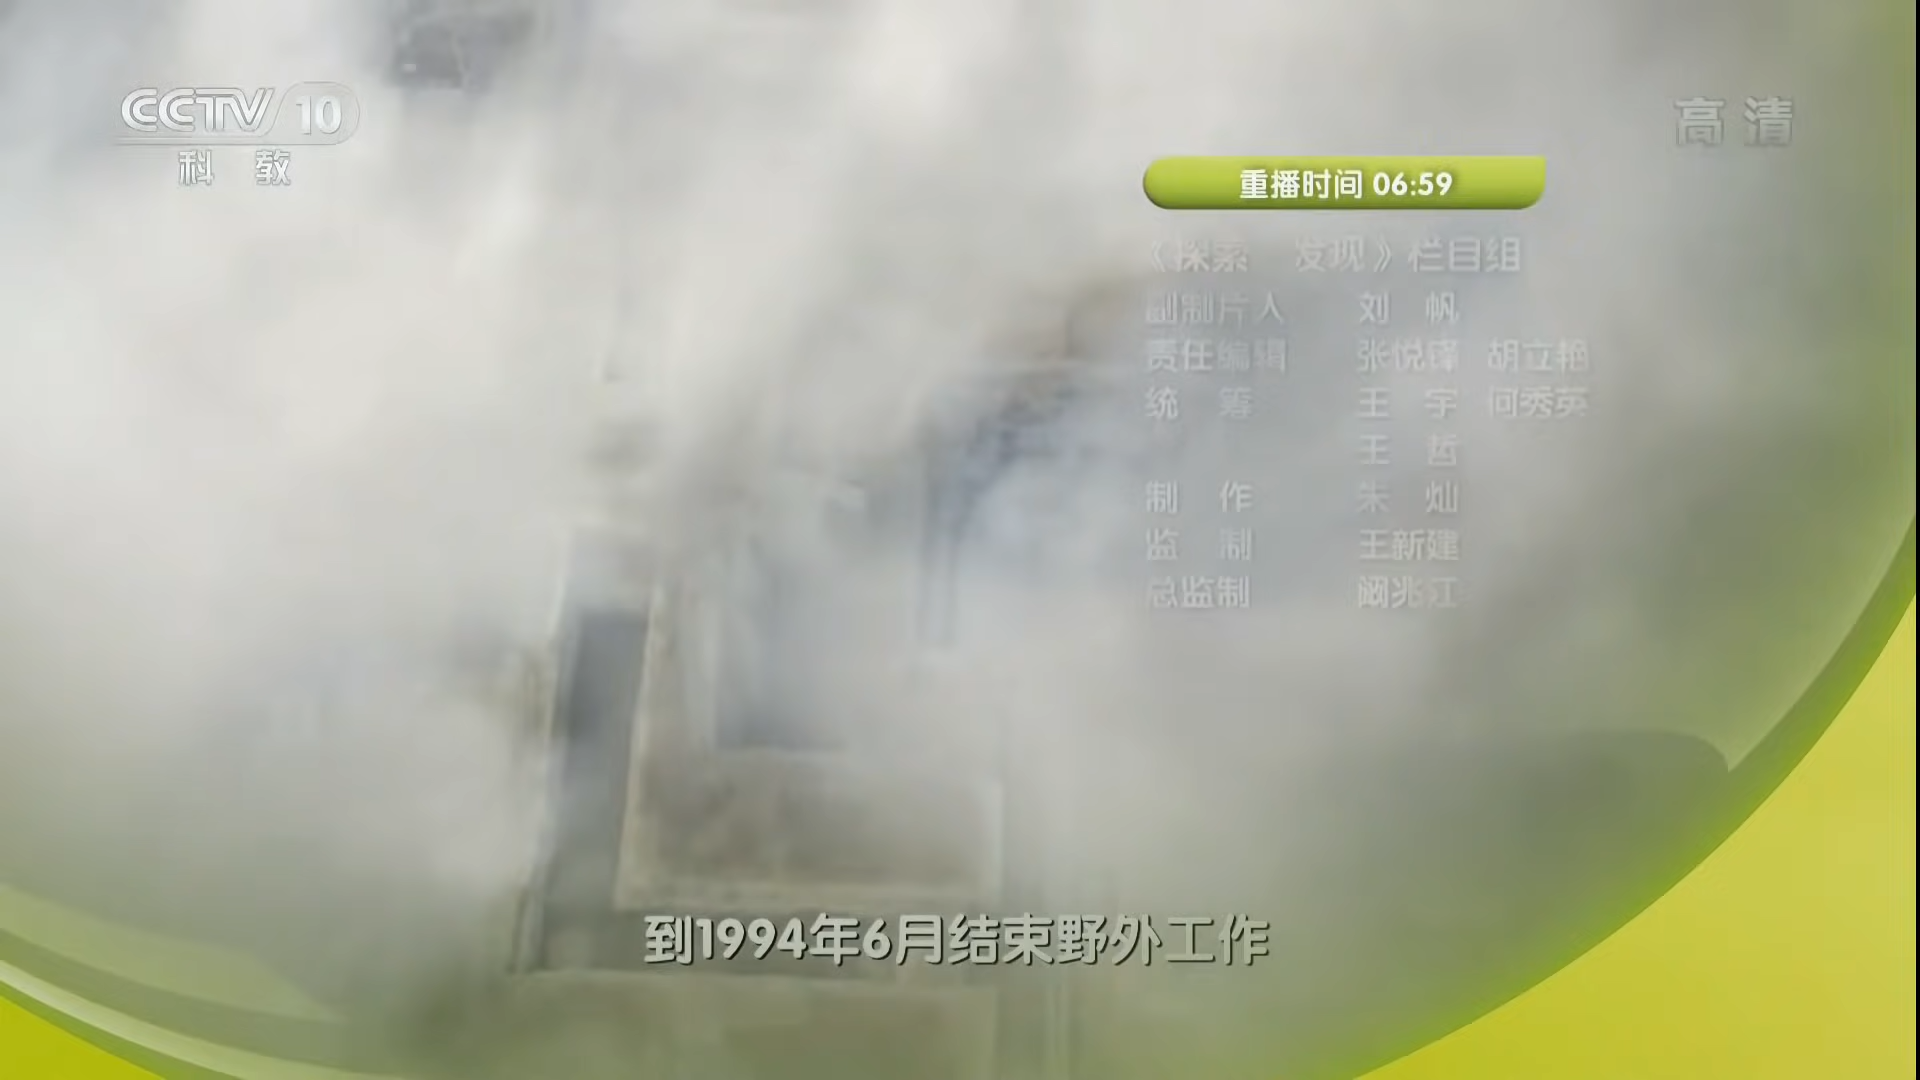 CCTV 10
科 教
高 清
重播时间 06:59
《探索 发现》栏目组
副制片人 刘 帆
责任编辑 张悦锋 胡立艳
统 筹 王 宇 何秀英
王 哲
制 作 朱 灿
监 制 王新建
总监制 阚兆江
到1994年6月结束野外工作